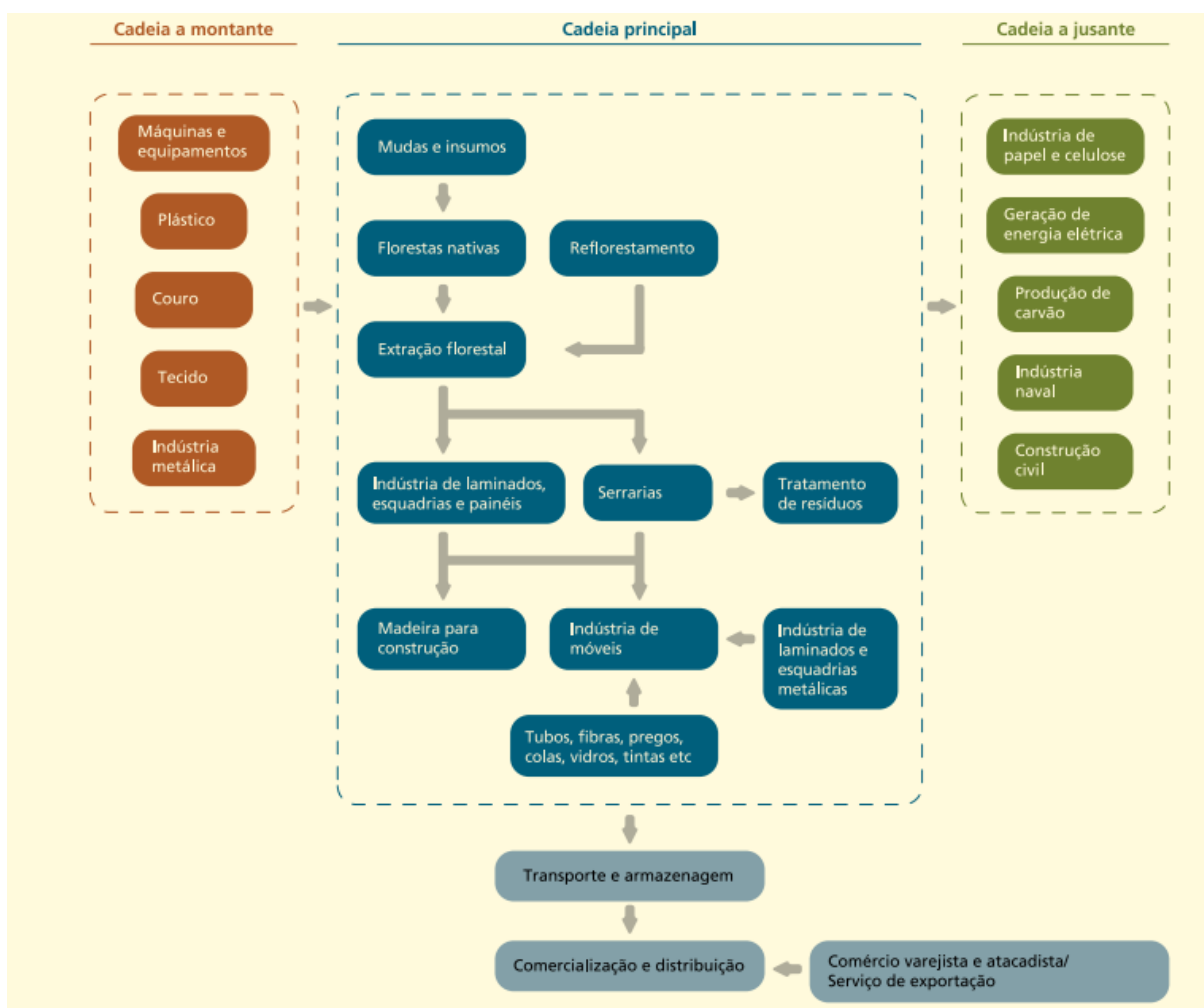 Cadeia a montante
Cadeia principal
Cadeia a jusante
Máquinas e
equipamentos
Plástico
Couro
Tecido
Indústria
metálica
Mudas e insumos
Florestas nativas
Reflorestamento
Extração florestal
Indústria de laminados,
esquadrias e painéis
Serrarias
Tratamento
de resíduos
Madeira para
construção
Indústria de
móveis
Indústria de
laminados e
esquadrias
metálicas
Tubos, fibras, pregos,
colas, vidros, tintas etc
Indústria de
papel e celulose
Geração de
energia elétrica
Produção de
carvão
Indústria
naval
Construção
civil
Transporte e armazenagem
Comercialização e distribuição
Comércio varejista e atacadista/
Serviço de exportação